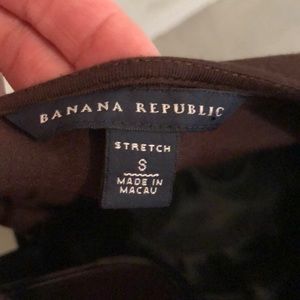 BANANA REPUBLIC
STRETCH
S
MADE IN
MACAU